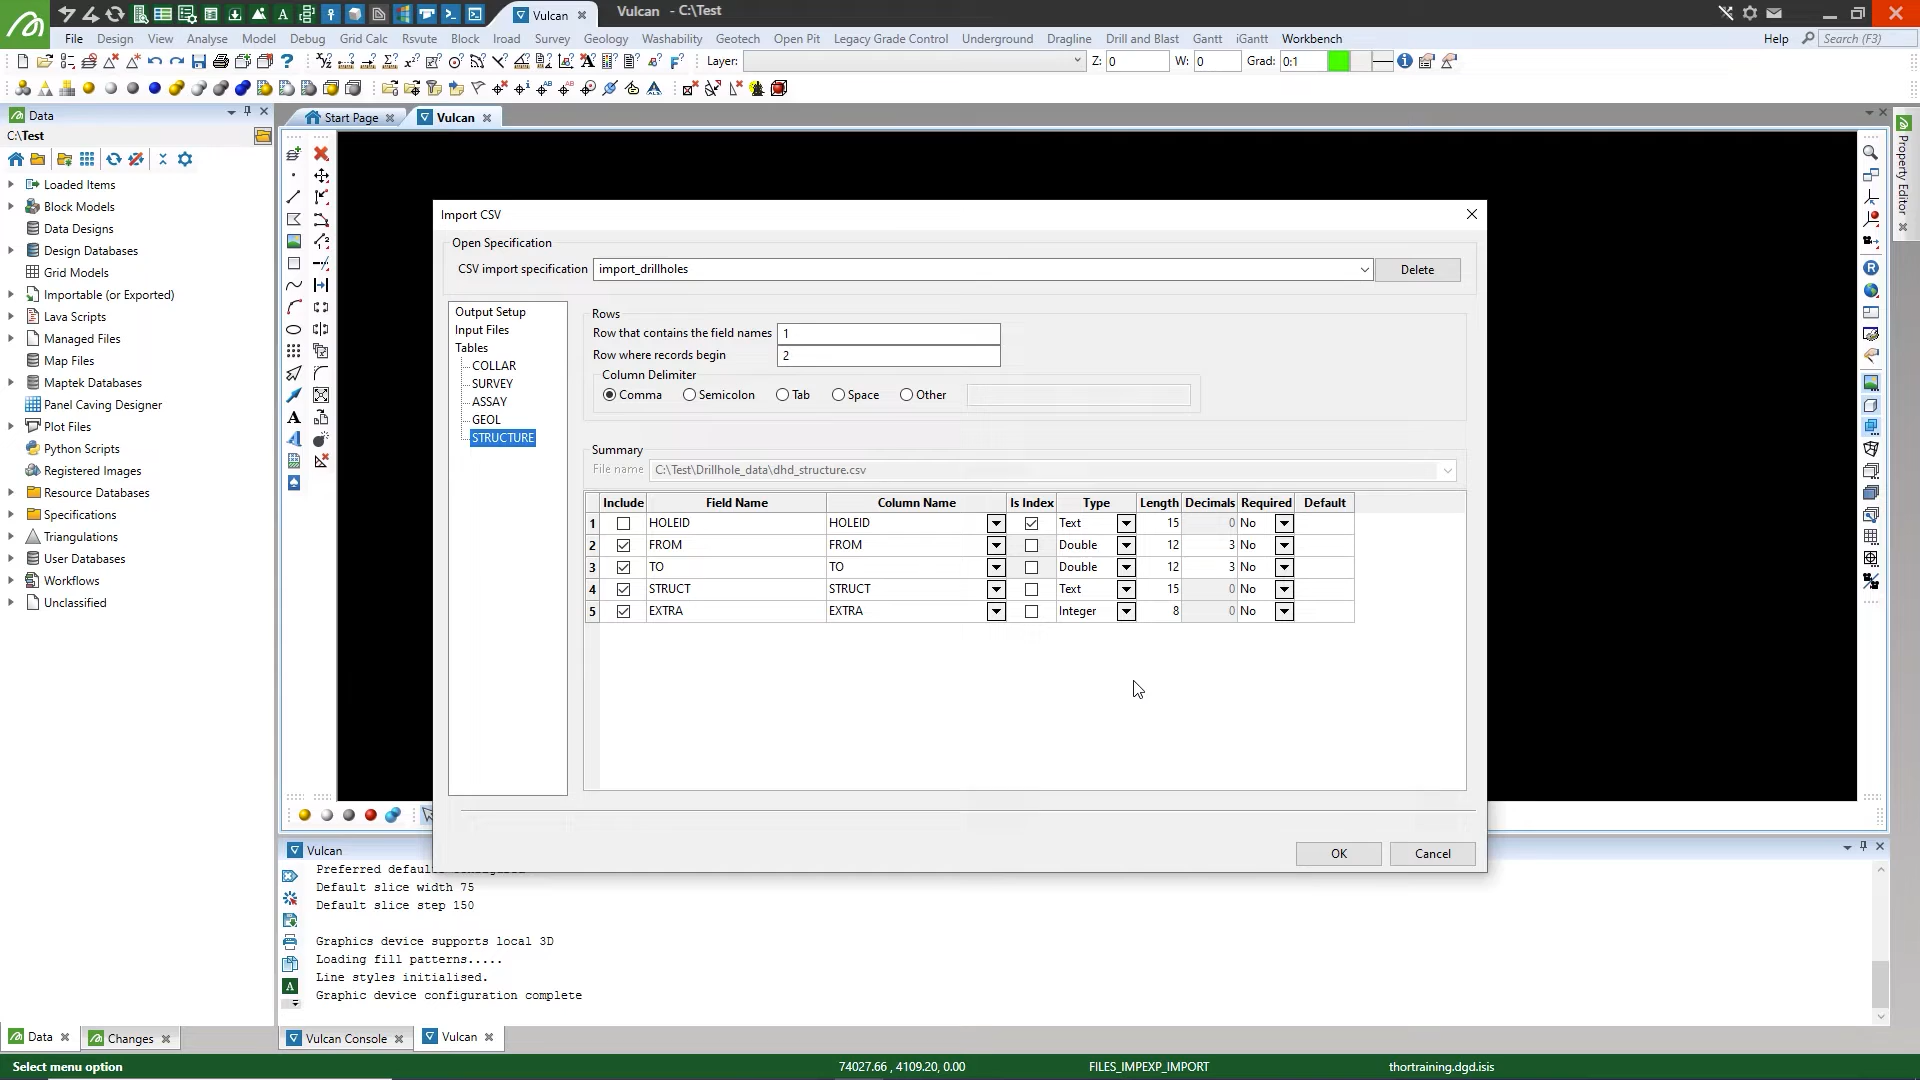 Vulcan
Vulcan - C:\Test
File Design View Analyse Model Debug Grid Calc Rsvute Block Iroad Survey Geology Washability Geotech Open Pit Legacy Grade Control Underground Dragline Drill and Blast Gantt iGantt Workbench Help Search (F3)
Layer: Z: 0 W: 0 Grad: 0:1
Data
C:\Test
Start Page
Vulcan
Property Editor
Loaded Items
Block Models
Data Designs
Design Databases
Grid Models
Importable (or Exported)
Lava Scripts
Managed Files
Map Files
Maptek Databases
Panel Caving Designer
Plot Files
Python Scripts
Registered Images
Resource Databases
Specifications
Triangulations
User Databases
Workflows
Unclassified
Import CSV
Open Specification
CSV import specification import_drillholes Delete
Output Setup
Input Files
Tables
COLLAR
SURVEY
ASSAY
GEOL
STRUCTURE
Rows
Row that contains the field names 1
Row where records begin 2
Column Delimiter
Comma Semicolon Tab Space Other
Summary
File name C:\Test\Drillhole_data\dhd_structure.csv
Include Field Name Column Name Is Index Type Length Decimals Required Default
1 HOLEID HOLEID Text 15 0 No
2 FROM FROM Double 12 3 No
3 TO TO Double 12 3 No
4 STRUCT STRUCT Text 15 0 No
5 EXTRA EXTRA Integer 8 0 No
OK Cancel
Vulcan
Default slice width 75
Default slice step 150
Graphics device supports local 3D
Loading fill patterns.....
Line styles initialised.
Graphic device configuration complete
Data Changes Vulcan Console Vulcan
Select menu option 74027.66 , 4109.20, 0.00 FILES_IMPEXP_IMPORT thortraining.dgd.isis